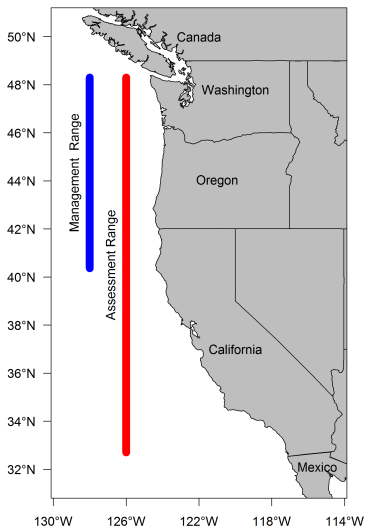 50°N
48°N
46°N
44°N
42°N
40°N
38°N
36°N
34°N
32°N
Canada
Washington
Oregon
California
Mexico
Management Range
Assessment Range
130°W
126°W
122°W
118°W
114°W